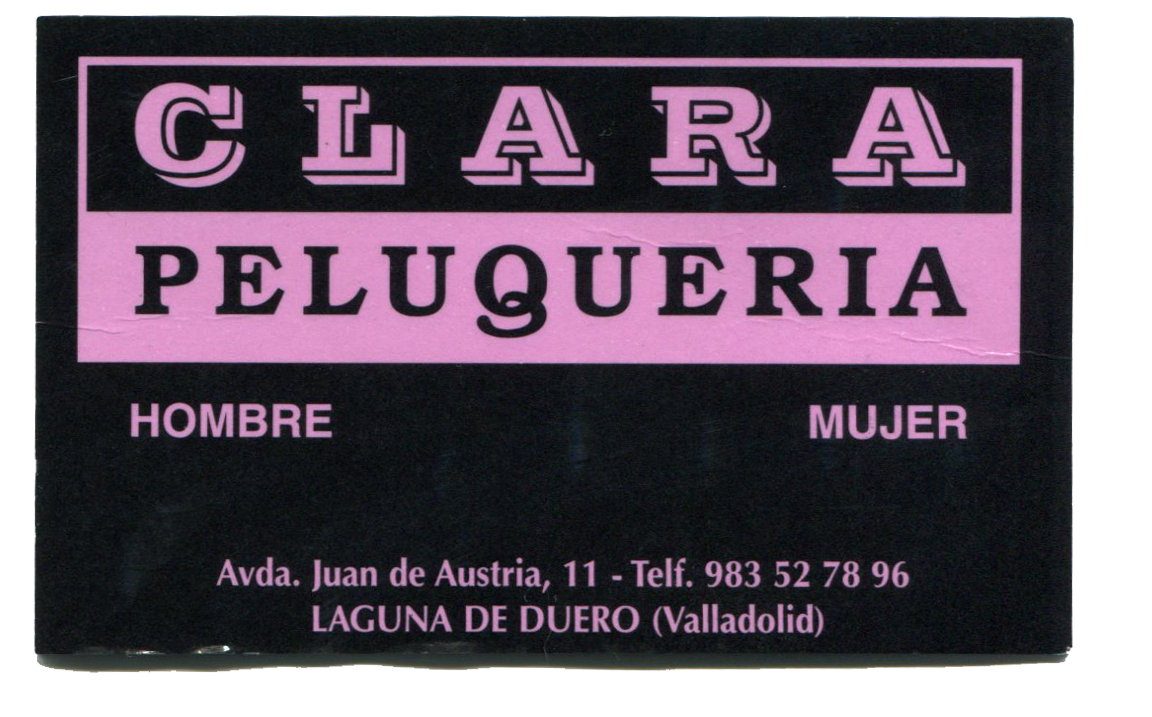 CLARA
PELUQUERIA
HOMBRE MUJER
Avda. Juan de Austria, 11 - Telf. 983 52 78 96
LAGUNA DE DUERO (Valladolid)